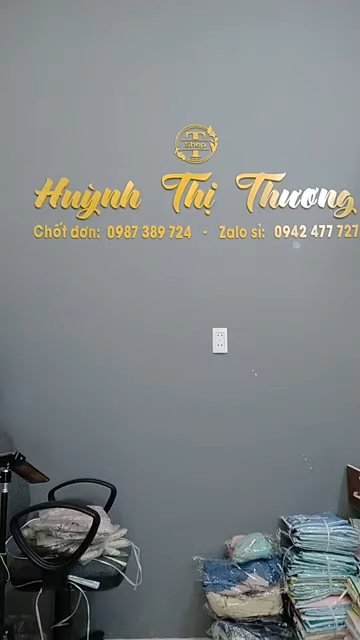 T
Shop
Huỳnh Thị Thương
Chốt đơn: 0987 389 724 - Zalo sỉ: 0942 477 727